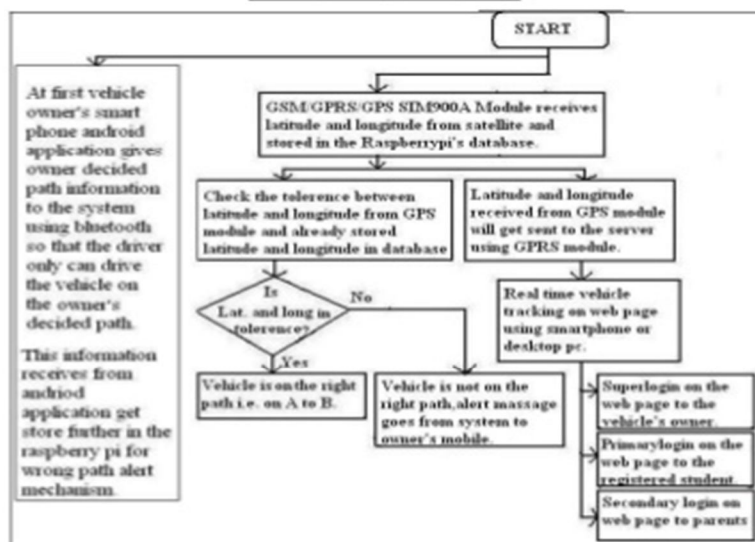 START
At first vehicle
owner's smart
phone android
application gives
owner decided
path information
to the system
using bluetooth
so that the driver
only can drive
the vehicle on
the owner's
decided path.
This information
receives from
andriod
application get
store further in the
raspberry pi for
wrong path alert
mechanism.
GSM/GPRS/GPS SIM900A Module receives
latitude and longitude from satellite and
stored in the Raspberrypi's database.
Check the tolerence between
latitude and longitude from GPS
module and already stored
latitude and longitude in database
Latitude and longitude
received from GPS module
will get sent to the server
using GPRS module.
Is
Lat. and long in
tolerence?
No
Yes
Vehicle is on the right
path i.e. on A to B.
Vehicle is not on the
right path,alert massage
goes from system to
owner's mobile.
Real time vehicle
tracking on web page
using smartphone or
desktop pc.
Superlogin on the
web page to the
vehicle's owner.
Primarylogin on the
web page to the
registered student.
Secondary login on
web page to parents